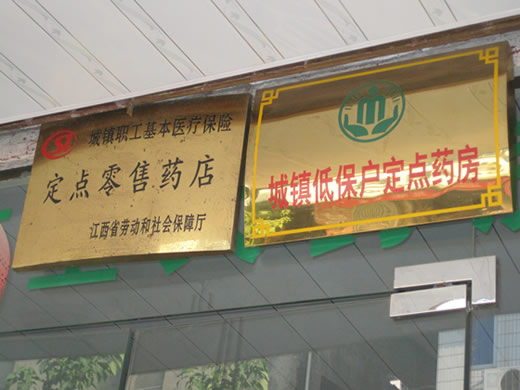 城镇职工基本医疗保险
定点零售药店
江西省劳动和社会保障厅
城镇低保户定点药房